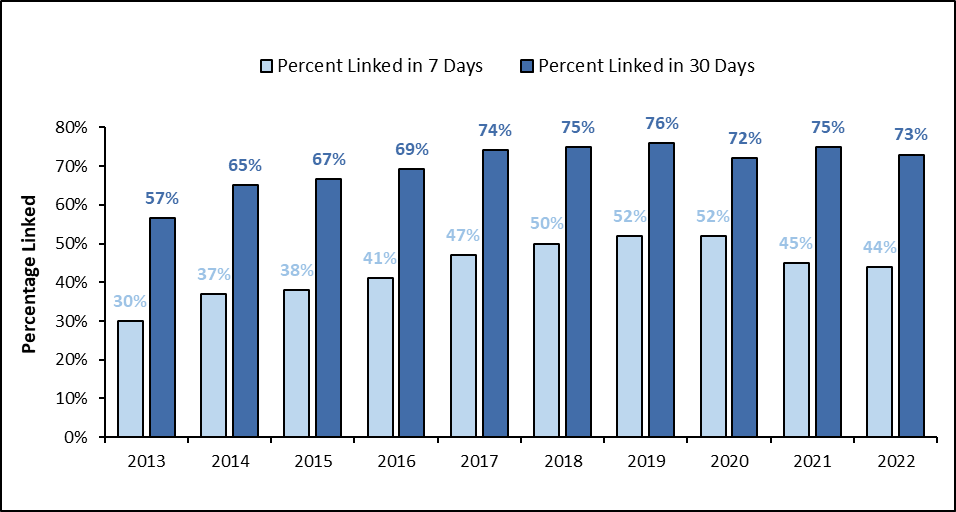 Percent Linked in 7 Days Percent Linked in 30 Days
Percentage Linked
80%
70%
60%
50%
40%
30%
20%
10%
0%
30% 57% 37% 65% 38% 67% 41% 69% 47% 74% 50% 75% 52% 76% 52% 72% 45% 75% 44% 73%
2013 2014 2015 2016 2017 2018 2019 2020 2021 2022